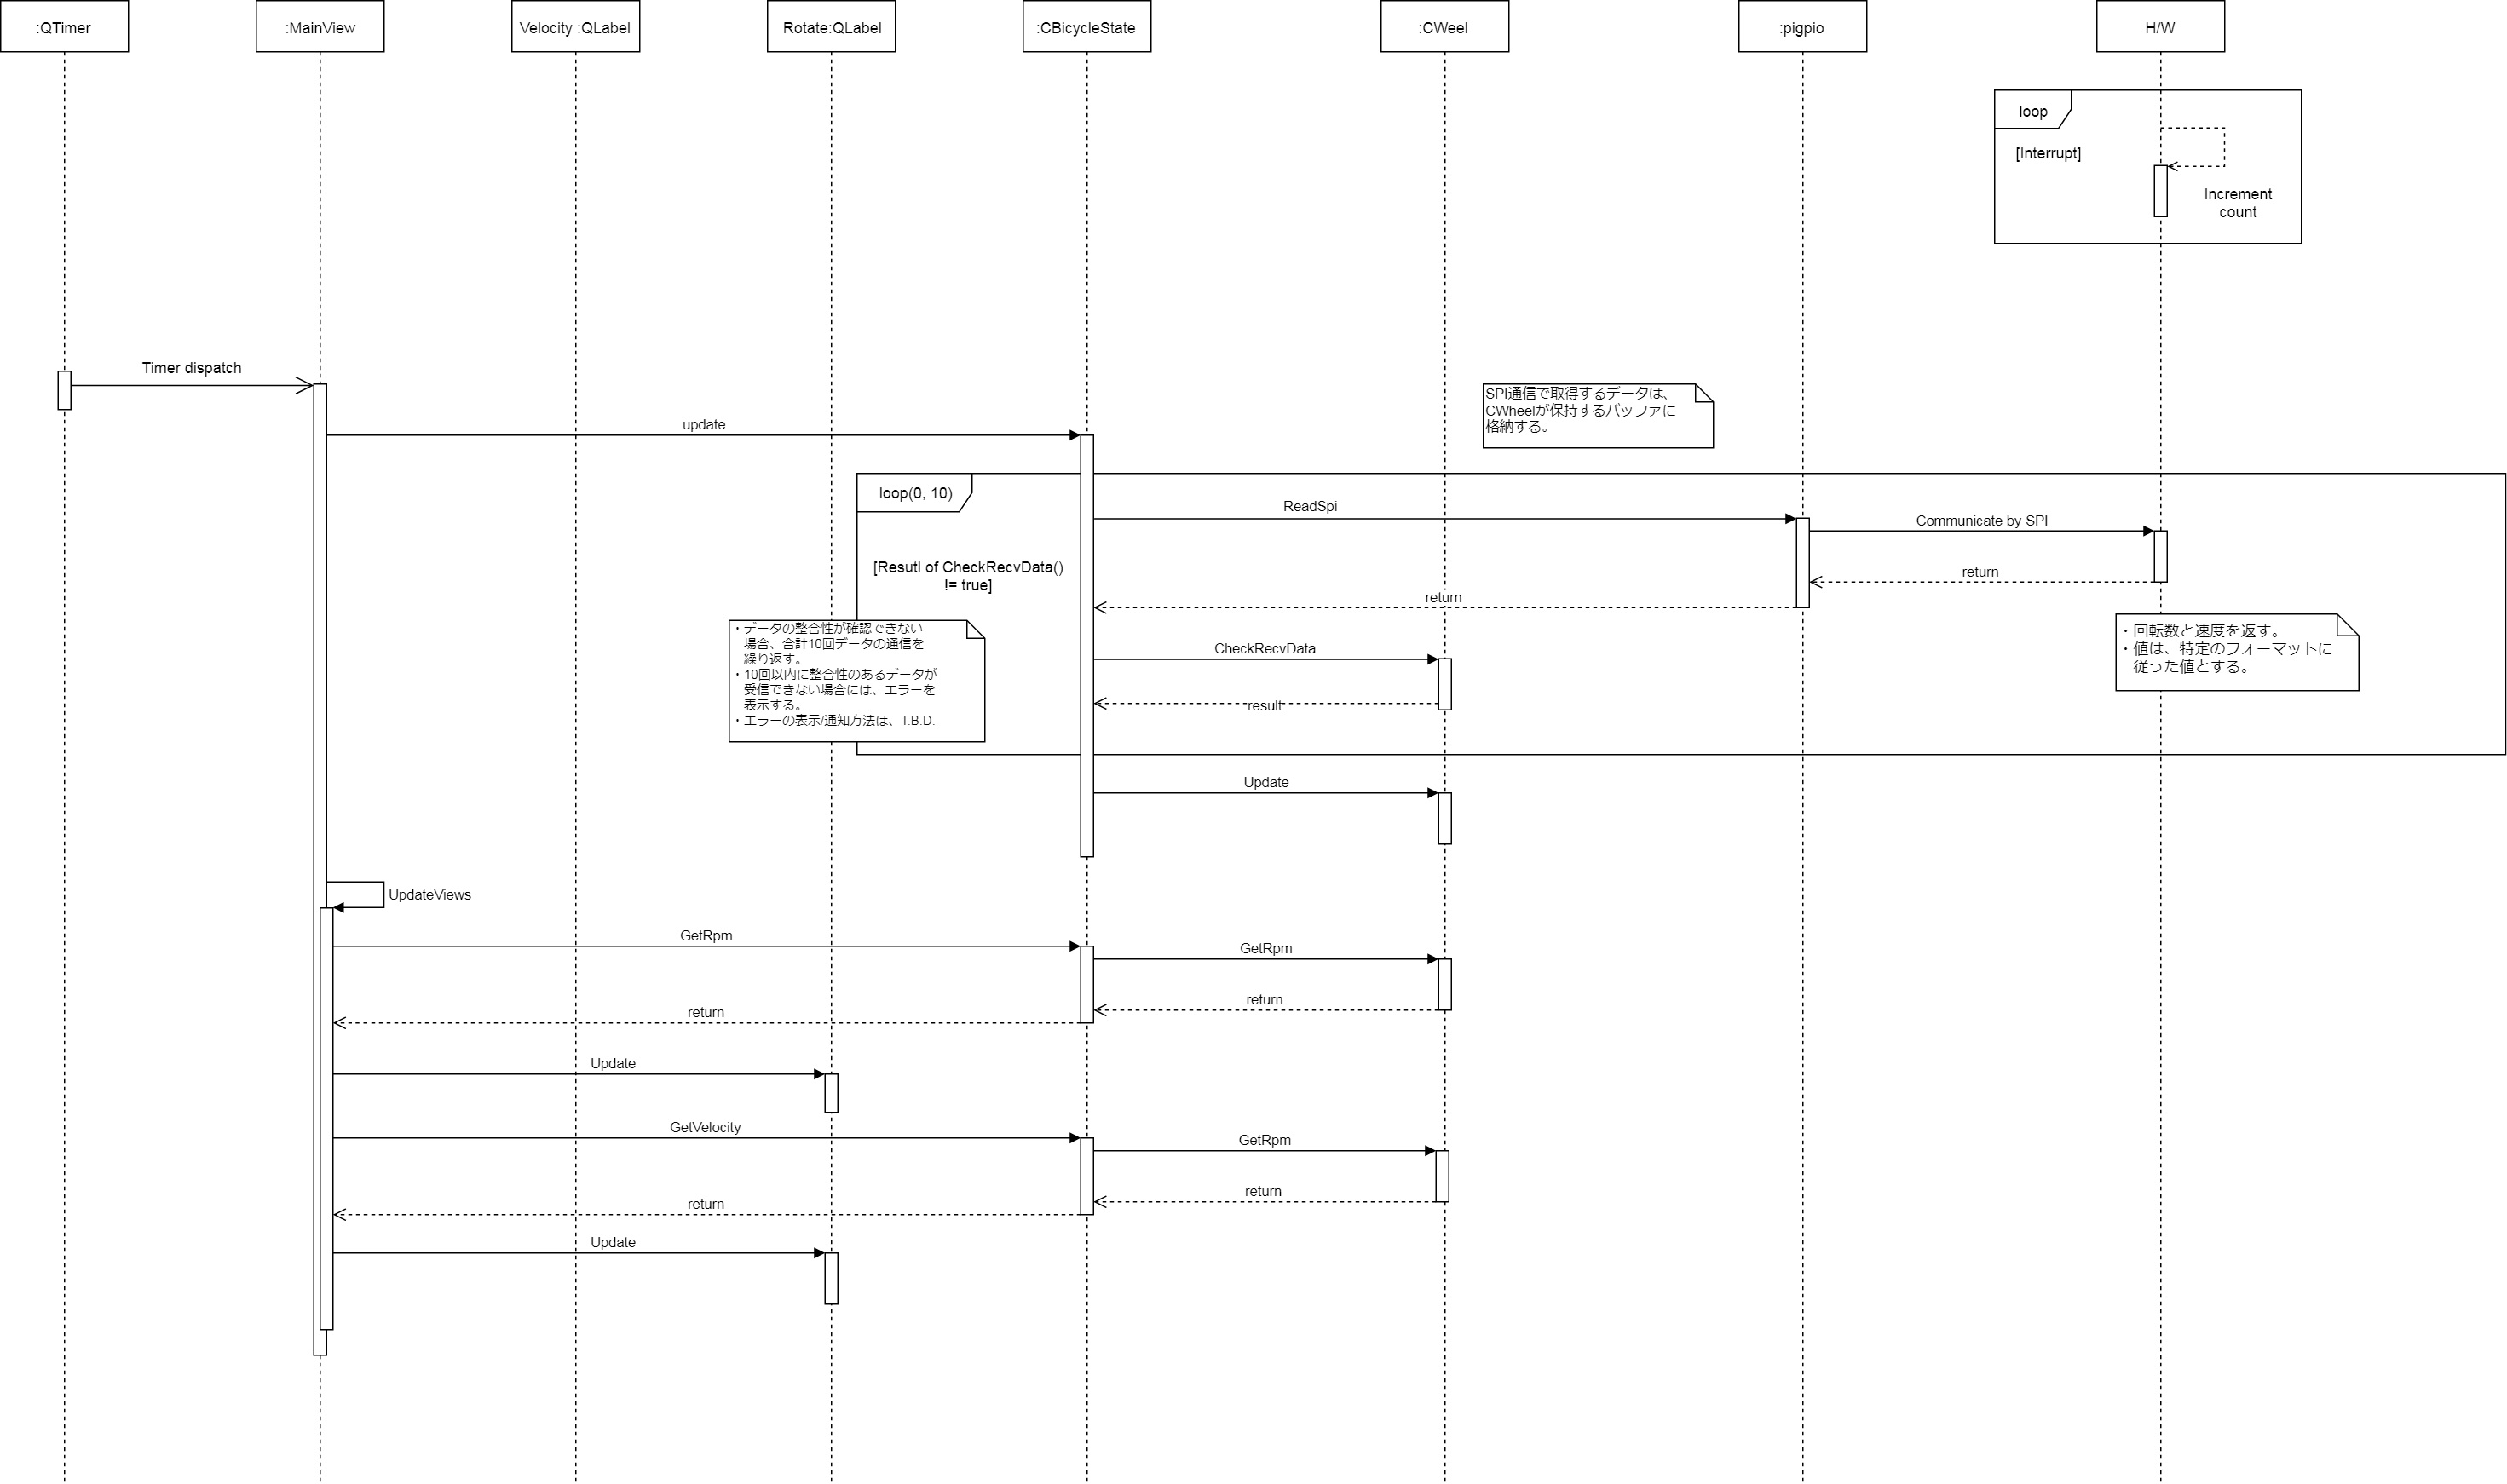 :QTimer
:MainView
Velocity :QLabel
Rotate:QLabel
:CBicycleState
:CWeel
:pigpio
H/W
loop
[Interrupt]
Increment
count
Timer dispatch
SPI通信で取得するデータは、
CWheelが保持するバッファに
格納する。
update
loop(0, 10)
ReadSpi
Communicate by SPI
[Resutl of CheckRecvData()
!= true]
return
return
・データの整合性が確認できない
場合、合計10回データの通信を
繰り返す。
・10回以内に整合性のあるデータが
受信できない場合には、エラーを
表示する。
・エラーの表示/通知方法は、T.B.D.
・回転数と速度を返す。
・値は、特定のフォーマットに
従った値とする。
CheckRecvData
result
Update
UpdateViews
GetRpm
GetRpm
return
return
Update
GetVelocity
GetRpm
return
return
Update